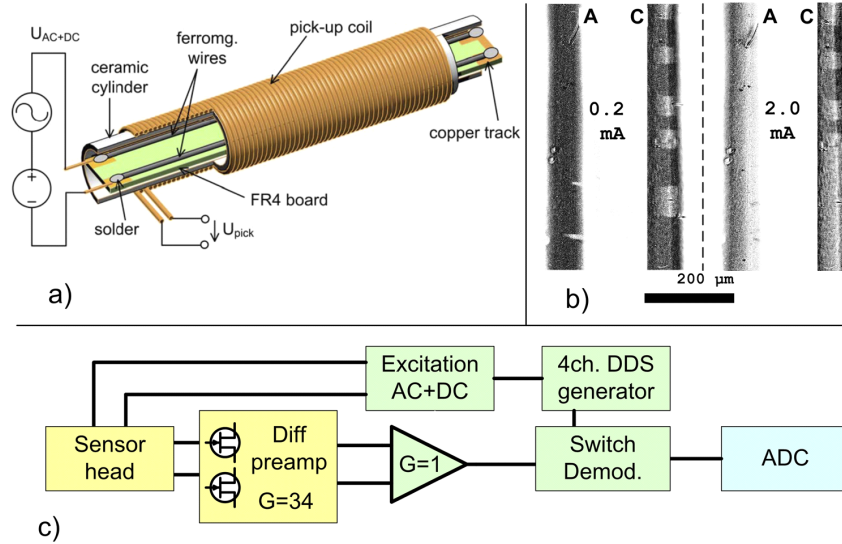 a)
U_AC+DC
ceramic
cylinder
ferromg.
wires
pick-up coil
copper track
FR4 board
solder
U_pick
+
−
b)
A
C
A
C
0.2
mA
2.0
mA
200 µm
c)
Excitation
AC+DC
4ch. DDS
generator
Sensor
head
Diff
preamp
G=34
G=1
Switch
Demod.
ADC